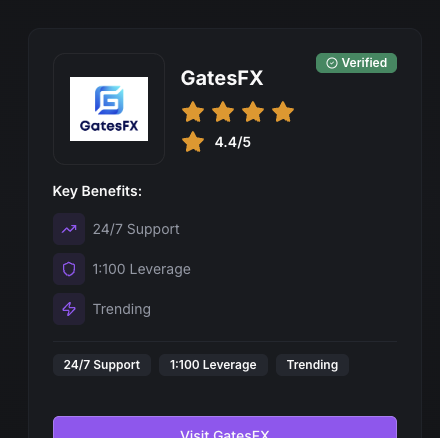 Verified
GatesFX
GatesFX
4.4/5
Key Benefits:
24/7 Support
1:100 Leverage
Trending
24/7 Support 1:100 Leverage Trending
Visit GatesFX